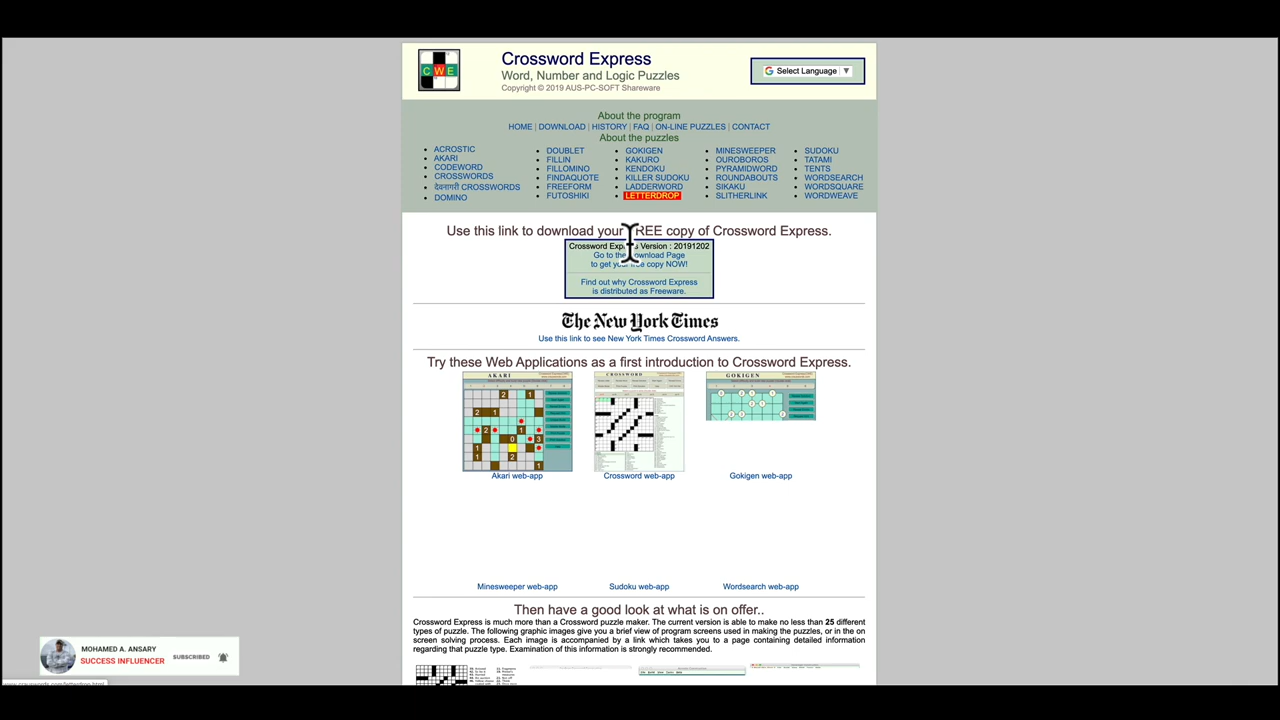 CWE
Crossword Express
Word, Number and Logic Puzzles
Copyright © 2019 AUS-PC-SOFT Shareware
Select Language ▼
About the program
HOME | DOWNLOAD | HISTORY | FAQ | ON-LINE PUZZLES | CONTACT
About the puzzles
ACROSTIC
AKARI
CODEWORD
CROSSWORDS
देवनागरी CROSSWORDS
DOMINO
DOUBLET
FILLIN
FILLOMINO
FINDAQUOTE
FREEFORM
FUTOSHIKI
GOKIGEN
KAKURO
KENDOKU
KILLER SUDOKU
LADDERWORD
LETTERDROP
MINESWEEPER
OUROBOROS
PYRAMIDWORD
ROUNDABOUTS
SIKAKU
SLITHERLINK
SUDOKU
TATAMI
TENTS
WORDSEARCH
WORDSQUARE
WORDWEAVE
Use this link to download your FREE copy of Crossword Express.
Crossword Express Version : 20191202
Go to the Download Page
to get your free copy NOW!
Find out why Crossword Express
is distributed as Freeware.
The New York Times
Use this link to see New York Times Crossword Answers.
Try these Web Applications as a first introduction to Crossword Express.
AKARI
CROSSWORD
GOKIGEN
Akari web-app
Crossword web-app
Gokigen web-app
Minesweeper web-app
Sudoku web-app
Wordsearch web-app
Then have a good look at what is on offer..
Crossword Express is much more than a Crossword puzzle maker. The current version is able to make no less than 25 different
types of puzzle. The following graphic images give you a brief view of program screens used in making the puzzles, or in the on
screen solving process. Each image is accompanied by a link which takes you to a page containing detailed information
regarding that puzzle type. Examination of this information is strongly recommended.
MOHAMED A. ANSARY
SUCCESS INFLUENCER
SUBSCRIBED